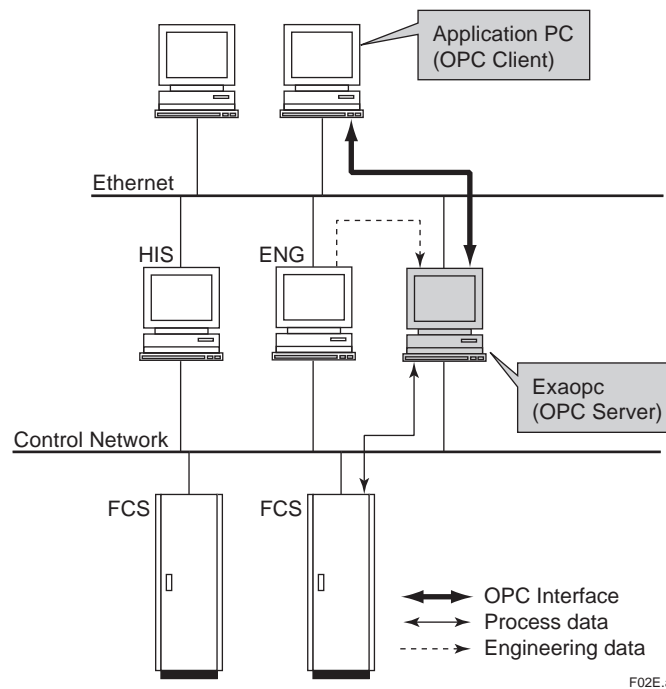 Application PC
(OPC Client)
Ethernet
HIS
ENG
Exaopc
(OPC Server)
Control Network
FCS
FCS
OPC Interface
Process data
Engineering data